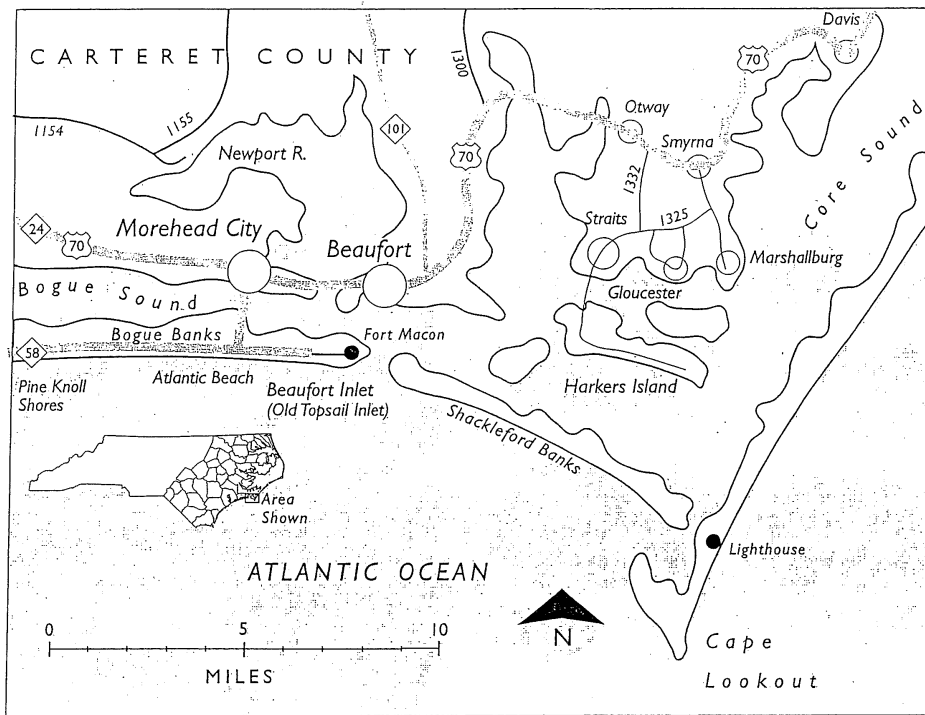 Davis
CARTERET COUNTY
1300
70
Otway
1155
1154
101
Smyrna
Newport R.
70
Core Sound
1332
24
70
Morehead City
Beaufort
Straits
1325
Marshallburg
Bogue Sound
Gloucester
Bogue Banks
Fort Macon
58
Atlantic Beach
Pine Knoll
Shores
Beaufort Inlet
(Old Topsail Inlet)
Harkers Island
Shackleford Banks
Area
Shown
Lighthouse
ATLANTIC OCEAN
N
0 5 10
MILES
Cape
Lookout